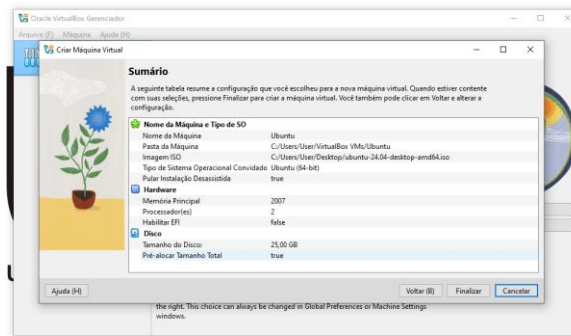 Oracle VirtualBox Gerenciador
Arquivo (F) Máquina Ajuda (H)
Criar Máquina Virtual
Sumário
A seguinte tabela resume a configuração que você escolheu para a nova máquina virtual. Quando estiver contente
com suas seleções, pressione Finalizar para criar a máquina virtual. Você também pode clicar em Voltar e alterar a
configuração.
Nome da Máquina e Tipo de SO
Nome da Máquina Ubuntu
Pasta da Máquina C:/Users/User/VirtualBox VMs/Ubuntu
Imagem ISO C:/Users/User/Desktop/ubuntu-24.04-desktop-amd64.iso
Tipo de Sistema Operacional Convidado Ubuntu (64-bit)
Pular Instalação Desassistida true
Hardware
Memória Principal 2007
Processador(es) 2
Habilitar EFI false
Disco
Tamanho do Disco: 25,00 GB
Pré-alocar Tamanho Total true
Ajuda (H) Voltar (B) Finalizar Cancelar
the right. This choice can always be changed in Global Preferences or Machine Settings
windows.